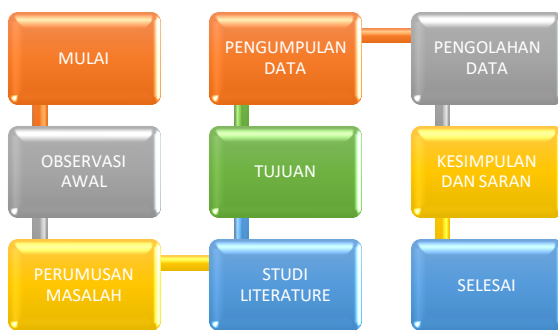 MULAI
OBSERVASI
AWAL
PERUMUSAN
MASALAH
STUDI
LITERATURE
TUJUAN
PENGUMPULAN
DATA
PENGOLAHAN
DATA
KESIMPULAN
DAN SARAN
SELESAI